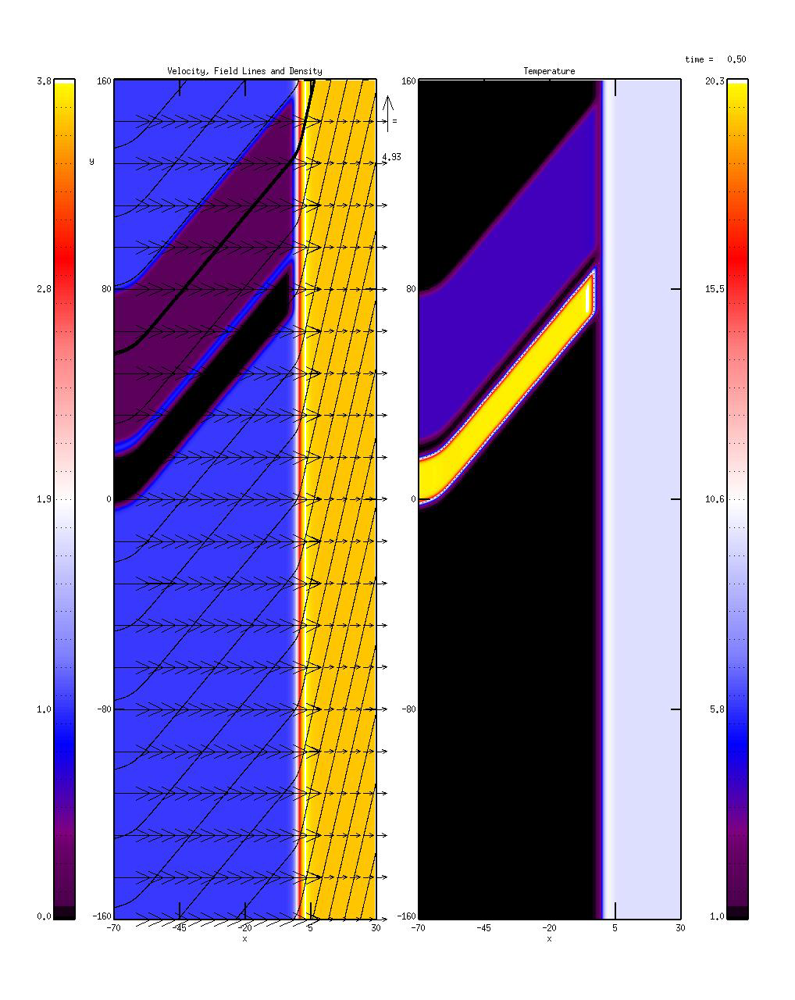 time = 0.50
Velocity, Field Lines and Density
Temperature
3.8
2.8
1.9
1.0
0.0
160
y
80
0
-80
-160
-70 -45 -20 5 30
x
=
4.93
160
80
0
-80
-160
-70 -45 -20 5 30
x
20.3
15.5
10.6
5.8
1.0